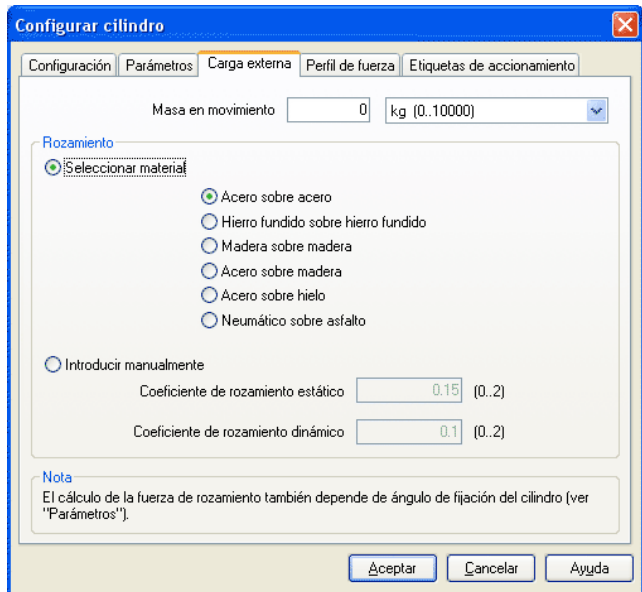 Configurar cilindro
Configuración Parámetros Carga externa Perfil de fuerza Etiquetas de accionamiento
Masa en movimiento 0 kg (0..10000)
Rozamiento
Seleccionar material
Acero sobre acero
Hierro fundido sobre hierro fundido
Madera sobre madera
Acero sobre madera
Acero sobre hielo
Neumático sobre asfalto
Introducir manualmente
Coeficiente de rozamiento estático 0.15 (0..2)
Coeficiente de rozamiento dinámico 0.1 (0..2)
Nota
El cálculo de la fuerza de rozamiento también depende de ángulo de fijación del cilindro (ver
"Parámetros").
Aceptar Cancelar Ayuda